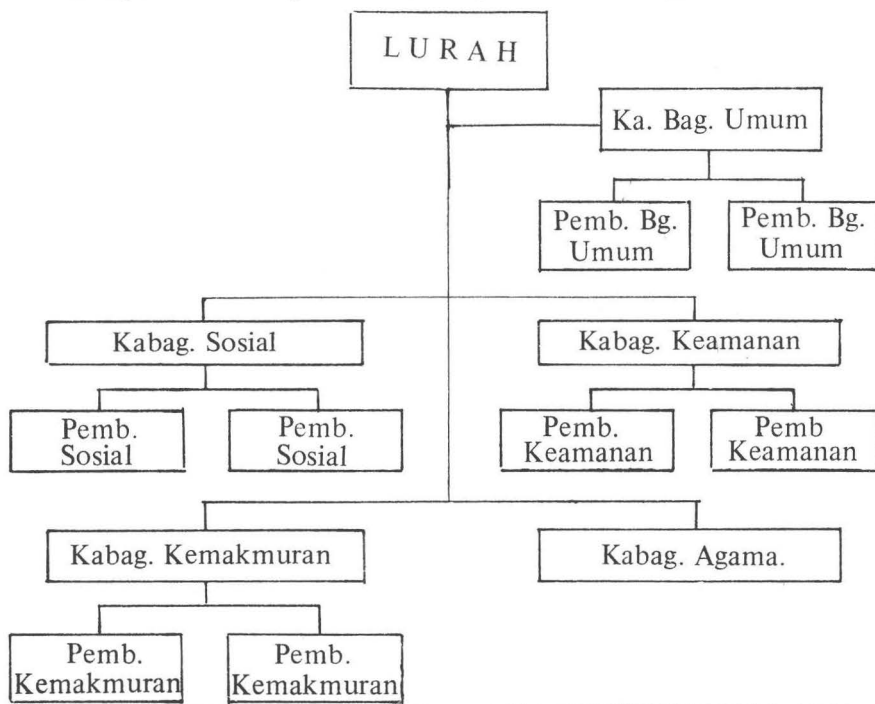 LURAH
Ka. Bag. Umum
Pemb. Bg.
Umum
Pemb. Bg.
Umum
Kabag. Sosial
Kabag. Keamanan
Pemb.
Sosial
Pemb.
Sosial
Pemb.
Keamanan
Pemb
Keamanan
Kabag. Kemakmuran
Kabag. Agama.
Pemb.
Kemakmuran
Pemb.
Kemakmuran